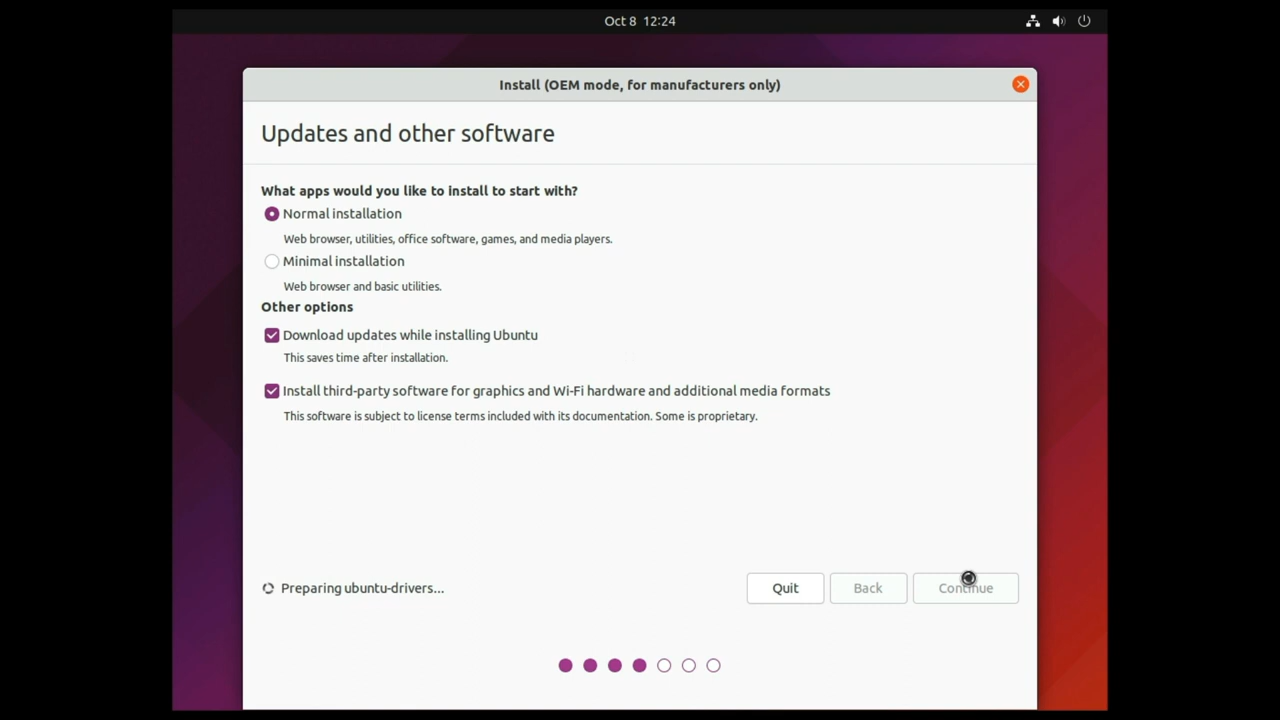 Oct 8 12:24
Install (OEM mode, for manufacturers only)
Updates and other software
What apps would you like to install to start with?
Normal installation
Web browser, utilities, office software, games, and media players.
Minimal installation
Web browser and basic utilities.
Other options
Download updates while installing Ubuntu
This saves time after installation.
Install third-party software for graphics and Wi-Fi hardware and additional media formats
This software is subject to license terms included with its documentation. Some is proprietary.
Preparing ubuntu-drivers...
Quit
Back
Continue